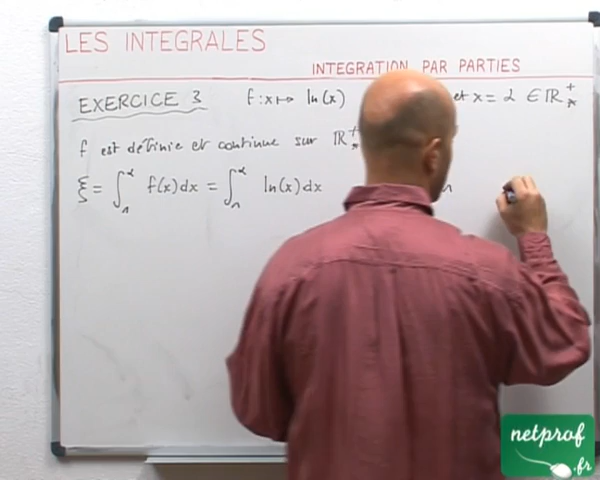 LES INTEGRALES
INTEGRATION PAR PARTIES
EXERCICE 3 f : x ↦ ln(x) et x = α ∈ ℝ₊*
f est définie et continue sur ℝ₊*
ξ = ∫₁^α f(x)dx = ∫₁^α ln(x)dx
netprof
.fr